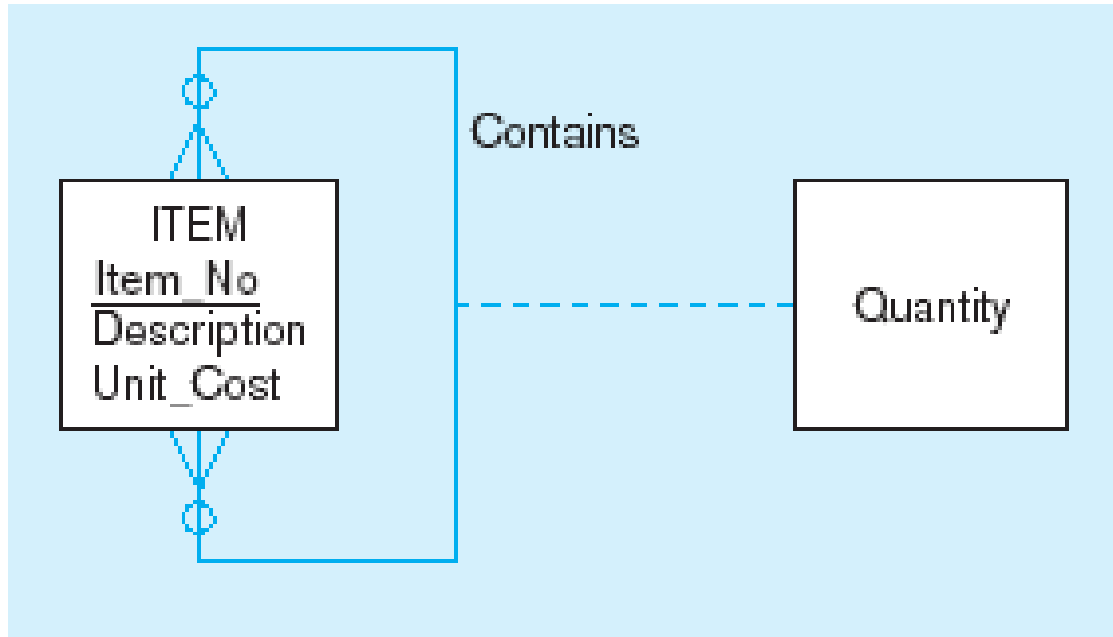 Contains
ITEM
Item_No
Description
Unit_Cost
Quantity